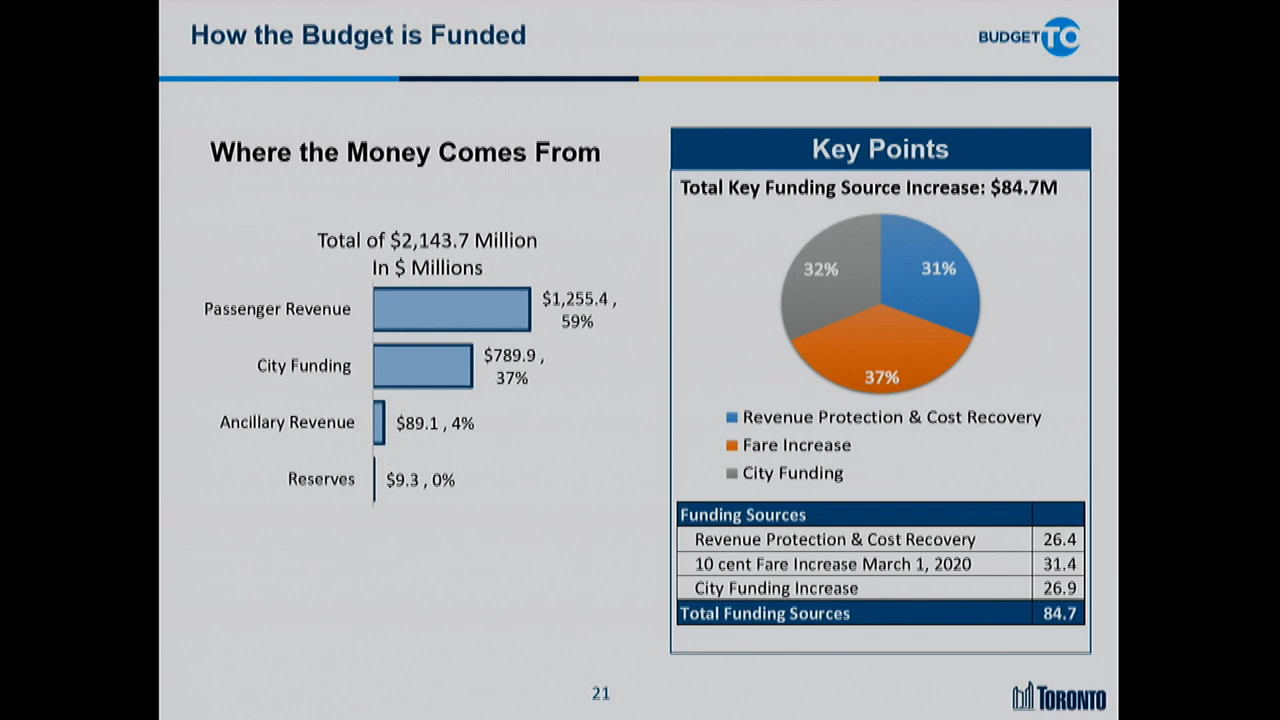 How the Budget is Funded
BUDGETTO
Where the Money Comes From
Total of $2,143.7 Million
In $ Millions
Passenger Revenue
$1,255.4 ,
59%
City Funding
$789.9 ,
37%
Ancillary Revenue
$89.1 , 4%
Reserves
$9.3 , 0%
Key Points
Total Key Funding Source Increase: $84.7M
32%
31%
37%
Revenue Protection & Cost Recovery
Fare Increase
City Funding
Funding Sources
Revenue Protection & Cost Recovery 26.4
10 cent Fare Increase March 1, 2020 31.4
City Funding Increase 26.9
Total Funding Sources 84.7
21
TORONTO